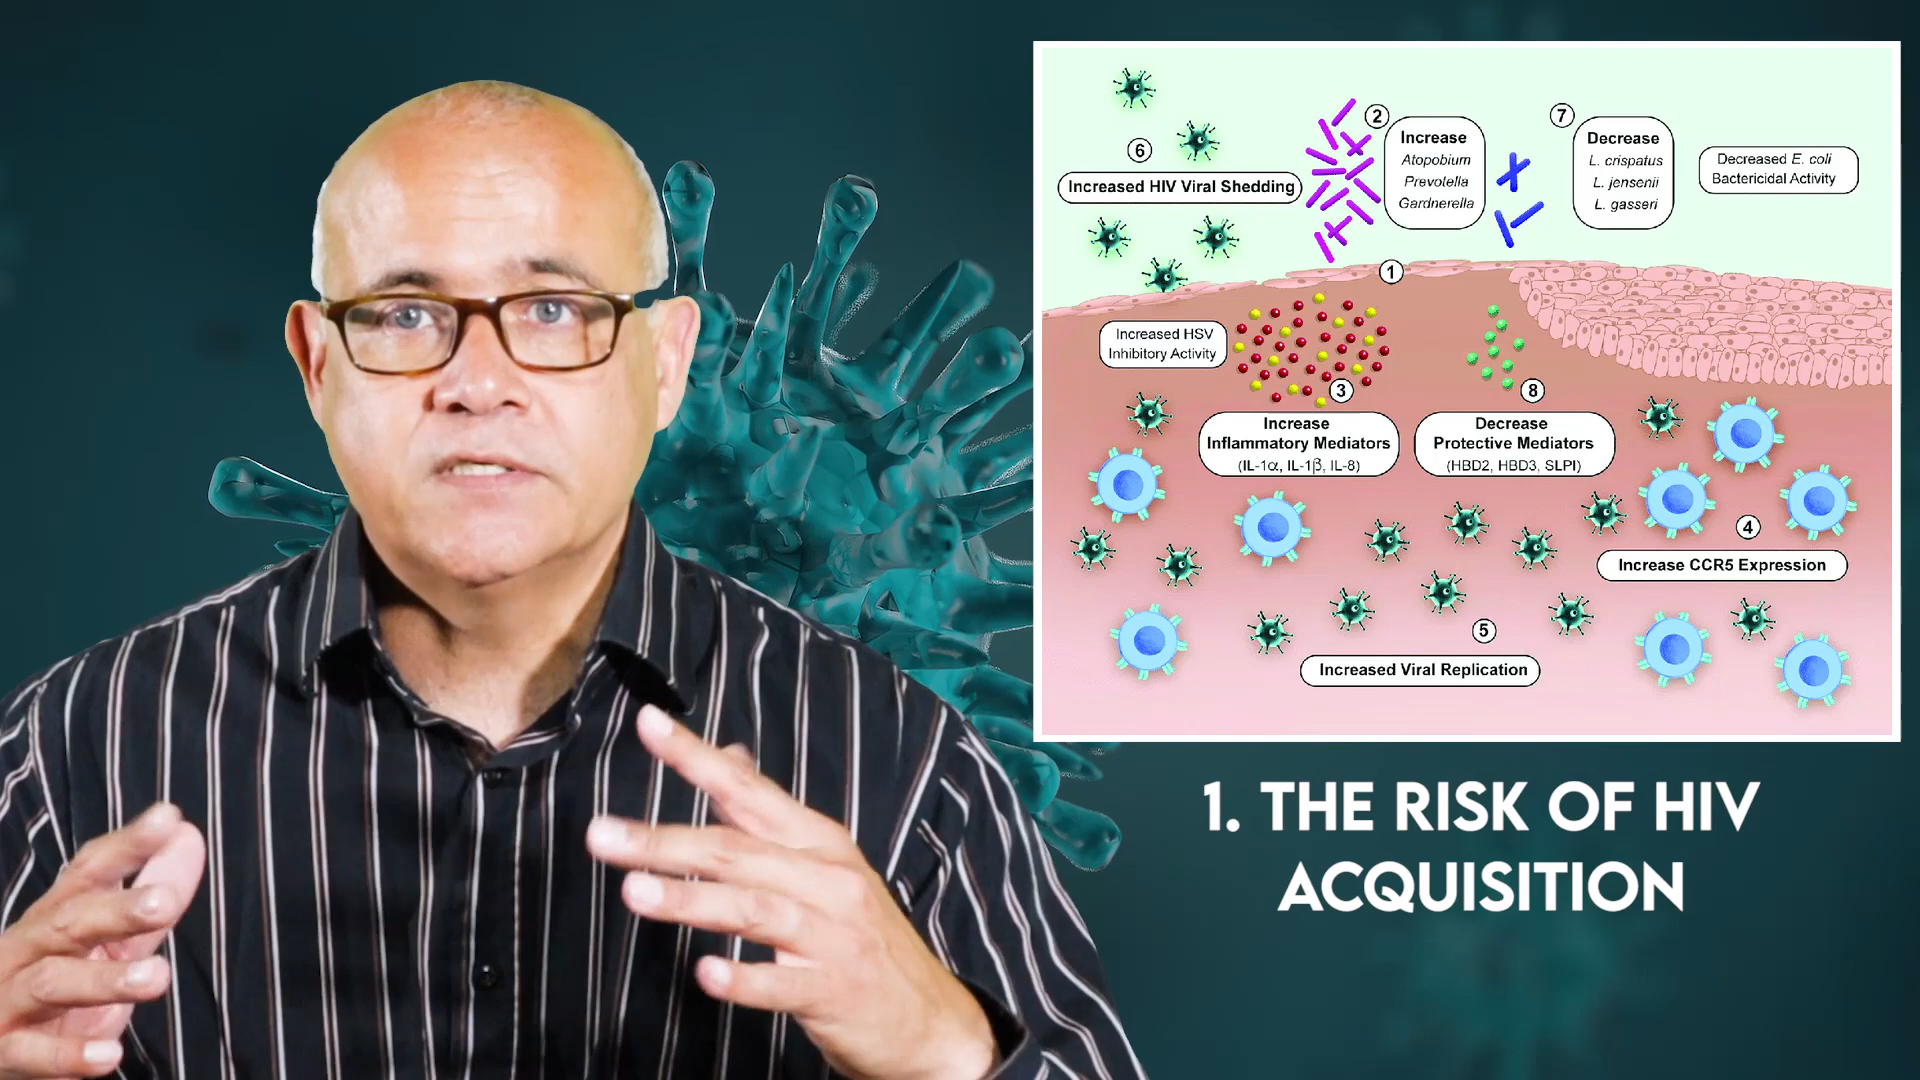 2
Increase
Atopobium
Prevotella
Gardnerella
7
Decrease
L. crispatus
L. jensenii
L. gasseri
Decreased E. coli
Bactericidal Activity
6
Increased HIV Viral Shedding
1
Increased HSV
Inhibitory Activity
3
Increase
Inflammatory Mediators
(IL-1α, IL-1β, IL-8)
8
Decrease
Protective Mediators
(HBD2, HBD3, SLPI)
4
Increase CCR5 Expression
5
Increased Viral Replication
1. THE RISK OF HIV
ACQUISITION